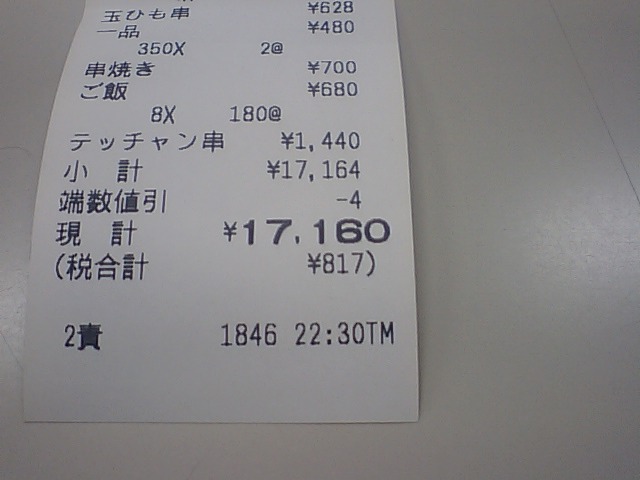 ¥628
玉ひも串 ¥480
一品
350X 2@
串焼き ¥700
ご飯 ¥680
8X 180@
テッチャン串 ¥1,440
小 計 ¥17,164
端数値引 -4
現 計 ¥17,160
(税合計 ¥817)
2責 1846 22:30TM